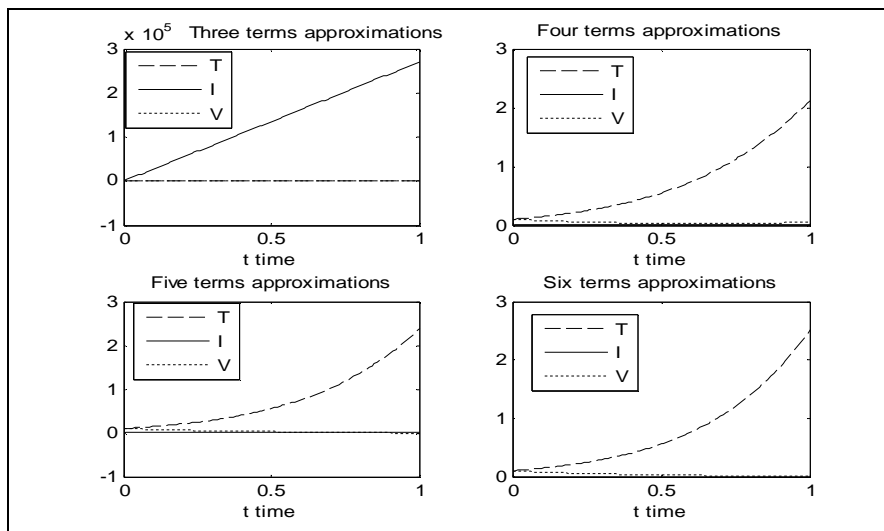 x 10^5 Three terms approximations
3
2
1
0
-1
0
0.5
1
t time
T
I
V
Four terms approximations
3
2
1
0
0
0.5
1
t time
T
I
V
Five terms approximations
3
2
1
0
-1
0
0.5
1
t time
T
I
V
Six terms approximations
3
2
1
0
0
0.5
1
t time
T
I
V